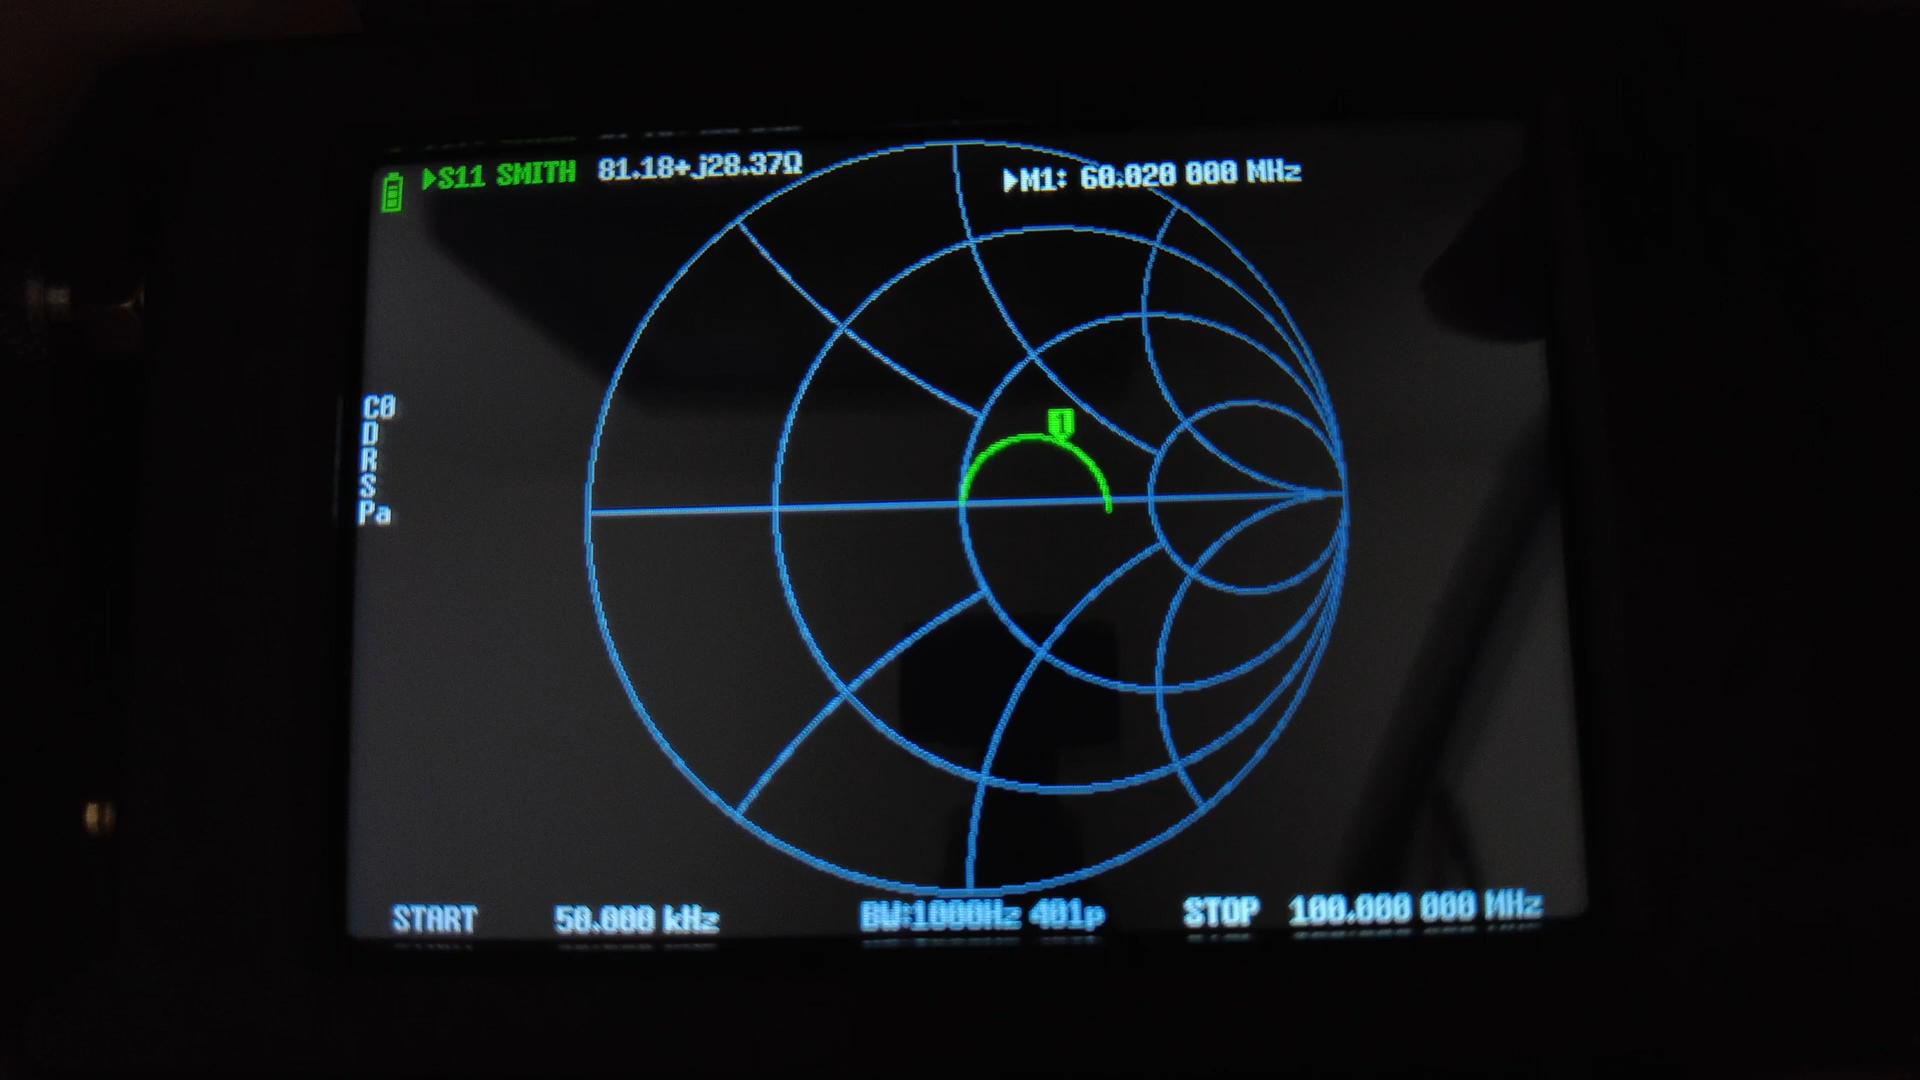 ▶S11 SMITH 81.18+j28.37Ω
▶M1: 60.020 000 MHz
1
C0
D
R
S
Pa
START 50.000 kHz BW:1000Hz 401p STOP 100.000 000 MHz